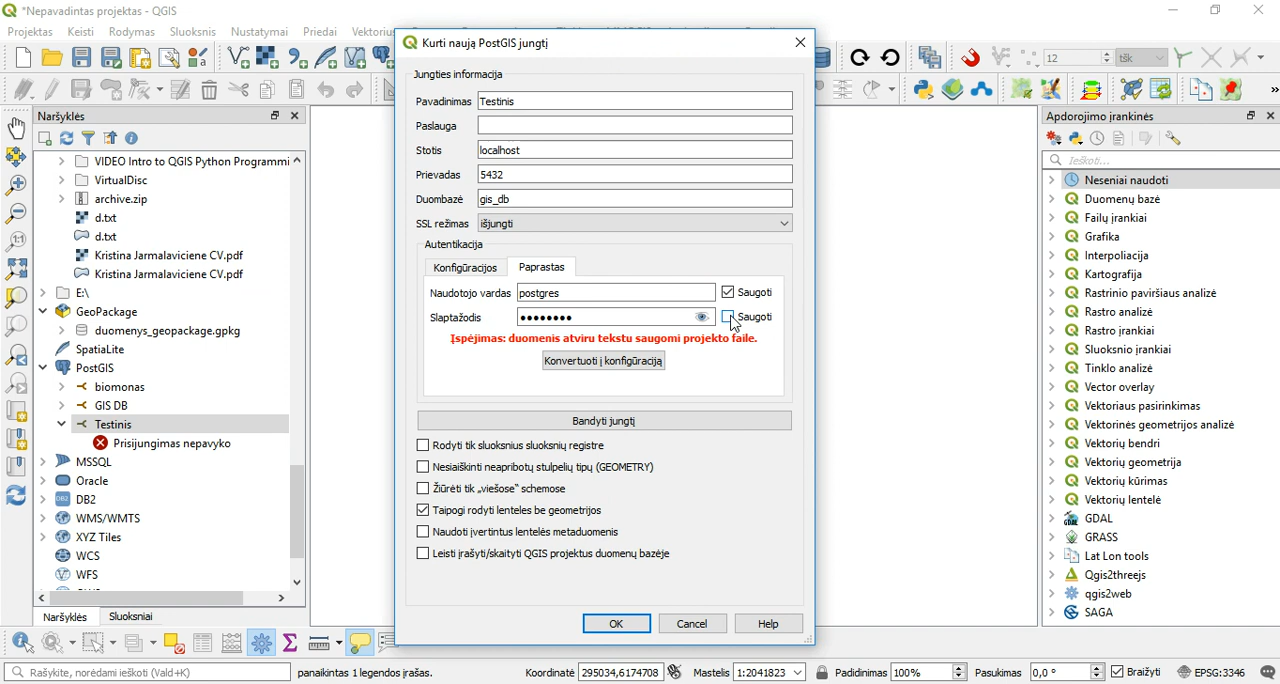 *Nepavadintas projektas - QGIS
Projektas Keisti Rodymas Sluoksnis Nustatymai Priedai Vektorius
12 tšk
Naršyklės
VIDEO Intro to QGIS Python Programmi
VirtualDisc
archive.zip
d.txt
d.txt
Kristina Jarmalaviciene CV.pdf
Kristina Jarmalaviciene CV.pdf
E:\
GeoPackage
duomenys_geopackage.gpkg
SpatiaLite
PostGIS
biomonas
GIS DB
Testinis
Prisijungimas nepavyko
MSSQL
Oracle
DB2
WMS/WMTS
XYZ Tiles
WCS
WFS
Naršyklės Sluoksniai
Kurti naują PostGIS jungtį
Jungties informacija
Pavadinimas Testinis
Paslauga
Stotis localhost
Prievadas 5432
Duombazė gis_db
SSL režimas išjungti
Autentikacija
Konfigūracijos Paprastas
Naudotojo vardas postgres Saugoti
Slaptažodis ●●●●●●●● Saugoti
Įspėjimas: duomenis atviru tekstu saugomi projekto faile.
Konvertuoti į konfigūraciją
Bandyti jungtį
Rodyti tik sluoksnius sluoksnių registre
Nesiaiškinti neapribotų stulpelių tipų (GEOMETRY)
Žiūrėti tik „viešose“ schemose
Taipogi rodyti lenteles be geometrijos
Naudoti įvertintus lentelės metaduomenis
Leisti įrašyti/skaityti QGIS projektus duomenų bazėje
OK Cancel Help
Apdorojimo įrankinės
Ieškoti...
Neseniai naudoti
Duomenų bazė
Failų įrankiai
Grafika
Interpoliacija
Kartografija
Rastrinio paviršiaus analizė
Rastro analizė
Rastro įrankiai
Sluoksnio įrankiai
Tinklo analizė
Vector overlay
Vektoriaus pasirinkimas
Vektorinės geometrijos analizė
Vektorių bendri
Vektorių geometrija
Vektorių kūrimas
Vektorių lentelė
GDAL
GRASS
Lat Lon tools
Qgis2threejs
qgis2web
SAGA
Rašykite, norėdami ieškoti (Vald+K) panaikintas 1 legendos įrašas. Koordinatė 295034,6174708 Mastelis 1:2041823 Padidinimas 100% Pasukimas 0,0 ° Braižyti EPSG:3346